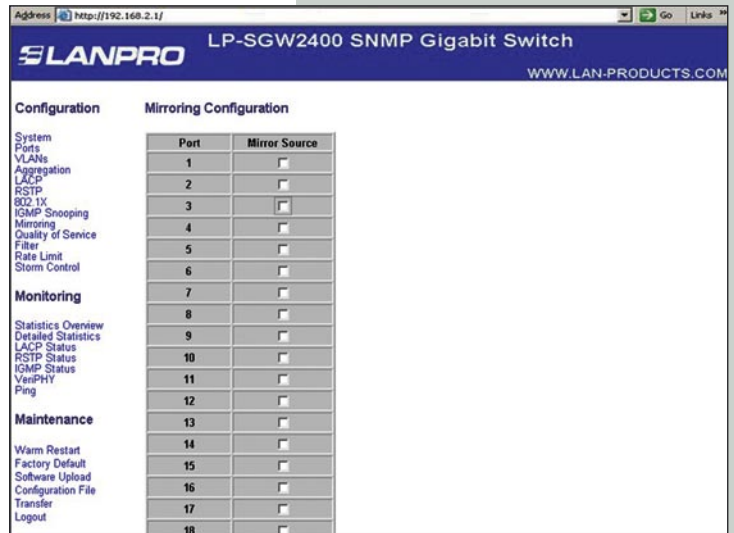 Address http://192.168.2.1/ Go Links »
LP-SGW2400 SNMP Gigabit Switch
LANPRO
WWW.LAN-PRODUCTS.COM
Configuration
System
Ports
VLANs
Aggregation
LACP
RSTP
802.1X
IGMP Snooping
Mirroring
Quality of Service
Filter
Rate Limit
Storm Control
Monitoring
Statistics Overview
Detailed Statistics
LACP Status
RSTP Status
IGMP Status
VeriPHY
Ping
Maintenance
Warm Restart
Factory Default
Software Upload
Configuration File
Transfer
Logout
Mirroring Configuration
Port Mirror Source
1
2
3
4
5
6
7
8
9
10
11
12
13
14
15
16
17
18